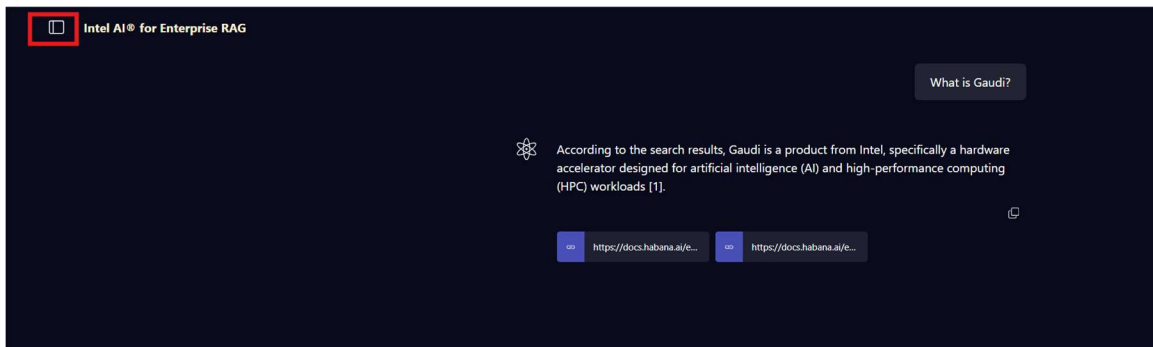 Intel AI® for Enterprise RAG
What is Gaudi?
According to the search results, Gaudi is a product from Intel, specifically a hardware
accelerator designed for artificial intelligence (AI) and high-performance computing
(HPC) workloads [1].
https://docs.habana.ai/e... https://docs.habana.ai/e...